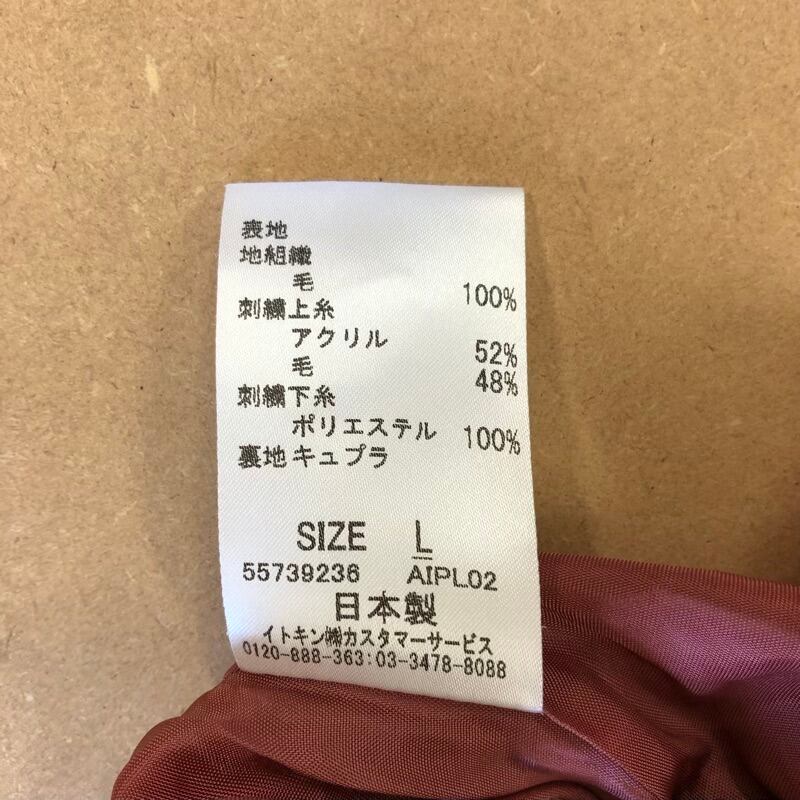 表地
地組織
毛 100%
刺繍上糸
アクリル 52%
毛 48%
刺繍下糸
ポリエステル 100%
裏地 キュプラ
SIZE L
55739236 AIPL02
日本製
イトキン㈱カスタマーサービス
0120-888-363:03-3478-8088